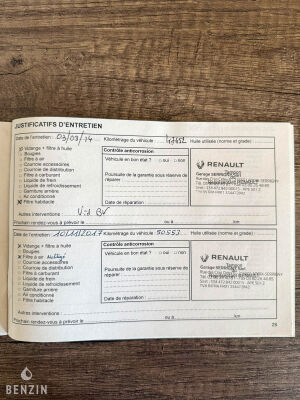 JUSTIFICATIFS D'ENTRETIEN
Date de l'entretien : 03/03/14 Kilométrage du véhicule : 47652 Huile utilisée (norme et grade)
Vidange + filtre à huile
Bougies
Filtre à air
Courroie accessoires
Courroie de distribution
Filtre à carburant
Liquide de frein
Liquide de refroidissement
Garniture arrière
Air conditionné
Filtre habitacle
Contrôle anticorrosion
Véhicule en bon état ? oui non
Poursuite de la garantie sous réserve de
réparer :
Date de réparation :
RENAULT
Autres interventions :
Prochain rendez-vous à prévoir le ou à km
Date de l'entretien : 10/11/2017 Kilométrage du véhicule : 50553 Huile utilisée (norme et grade)
Vidange + filtre à huile
Bougies
Filtre à air
Courroie accessoires
Courroie de distribution
Filtre à carburant
Liquide de frein
Liquide de refroidissement
Garniture arrière
Air conditionné
Filtre habitacle
Contrôle anticorrosion
Véhicule en bon état ? oui non
Poursuite de la garantie sous réserve de
réparer :
Date de réparation :
RENAULT
Autres interventions :
Prochain rendez-vous à prévoir le ou à km
25
BENZIN